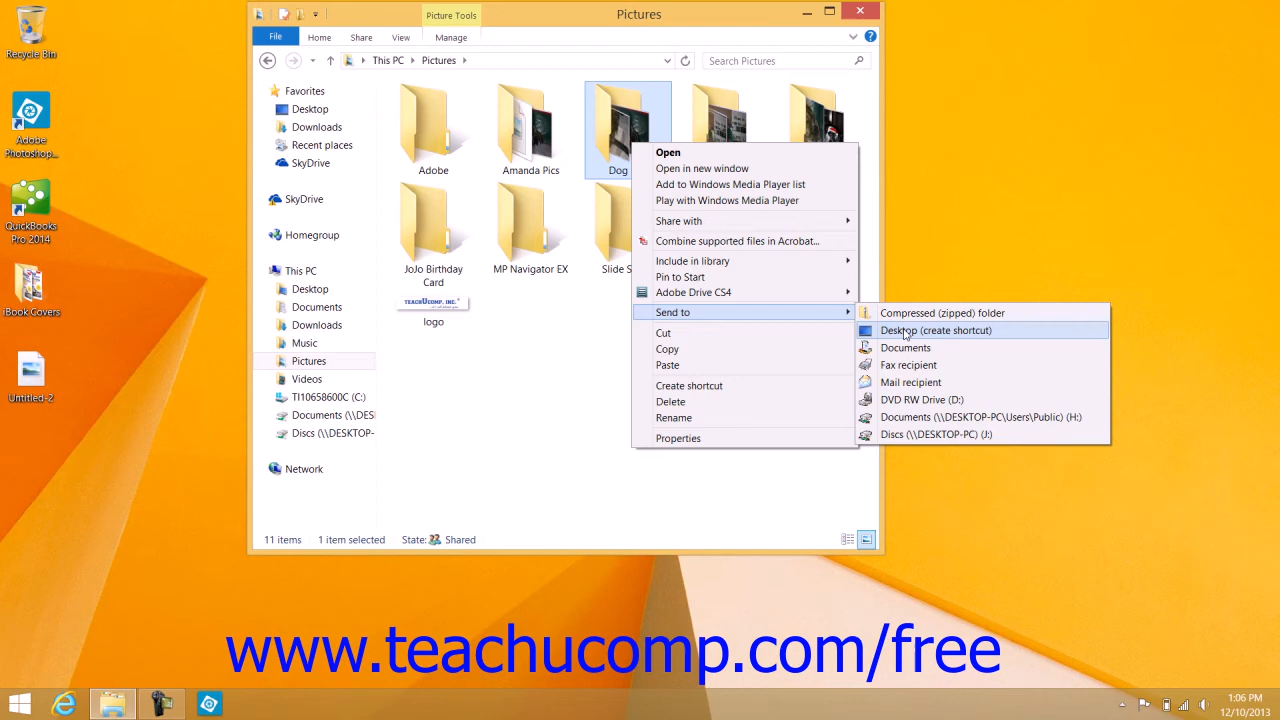 Recycle Bin
Adobe
Photoshop...
QuickBooks
Pro 2014
iBook Covers
Untitled-2
Picture Tools
Pictures
File
Home
Share
View
Manage
This PC
Pictures
Search Pictures
Favorites
Desktop
Downloads
Recent places
SkyDrive
SkyDrive
Homegroup
This PC
Desktop
Documents
Downloads
Music
Pictures
Videos
TI10658600C (C:)
Documents (\\DES
Discs (\\DESKTOP-
Network
Adobe
Amanda Pics
Dog
JoJo Birthday
Card
MP Navigator EX
Slide S
TEACHUCOMP, INC.
logo
Open
Open in new window
Add to Windows Media Player list
Play with Windows Media Player
Share with
Combine supported files in Acrobat...
Include in library
Pin to Start
Adobe Drive CS4
Send to
Cut
Copy
Paste
Create shortcut
Delete
Rename
Properties
Compressed (zipped) folder
Desktop (create shortcut)
Documents
Fax recipient
Mail recipient
DVD RW Drive (D:)
Documents (\\DESKTOP-PC\Users\Public) (H:)
Discs (\\DESKTOP-PC) (J:)
11 items
1 item selected
State:
Shared
www.teachucomp.com/free
1:06 PM
12/10/2013